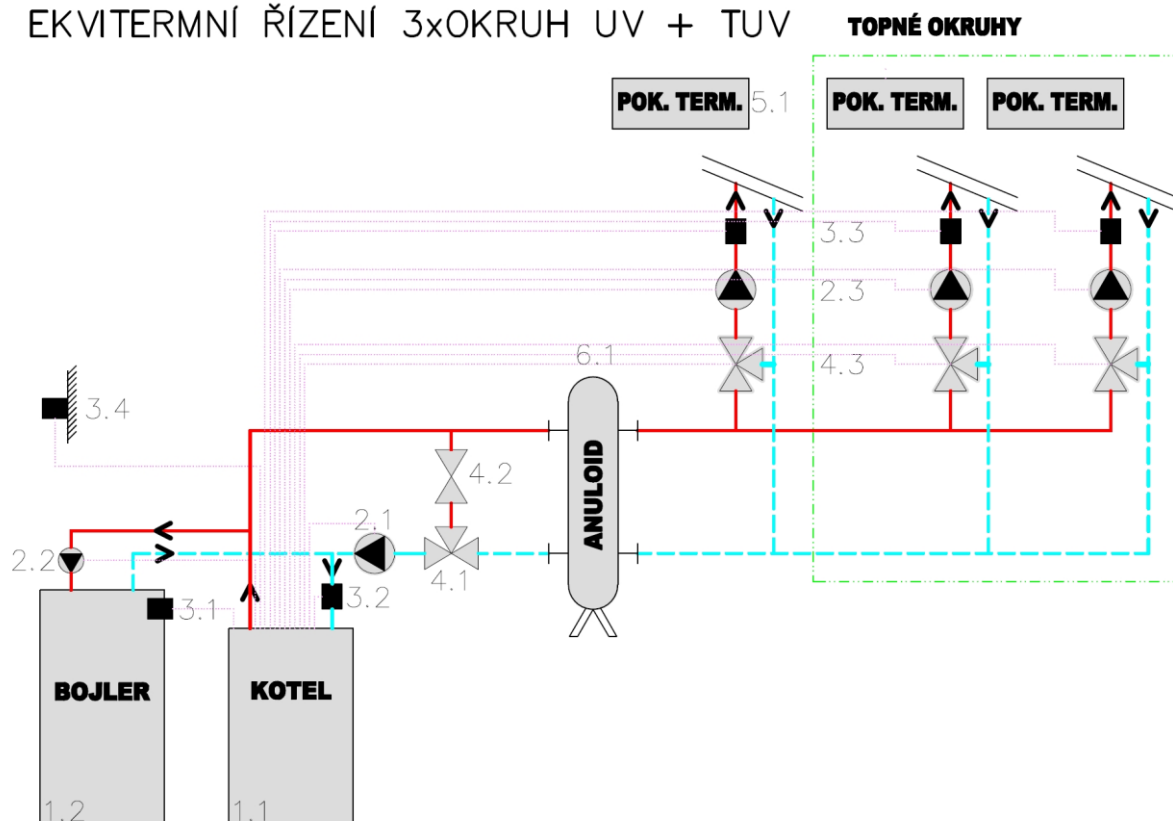 EKVITERMNÍ ŘÍZENÍ 3xOKRUH UV + TUV
TOPNÉ OKRUHY
POK. TERM. 5.1
POK. TERM.
POK. TERM.
3.3
2.3
6.1
4.3
3.4
4.2
2.1
4.1
2.2
3.1
3.2
ANULOID
BOJLER
KOTEL
1.2
1.1